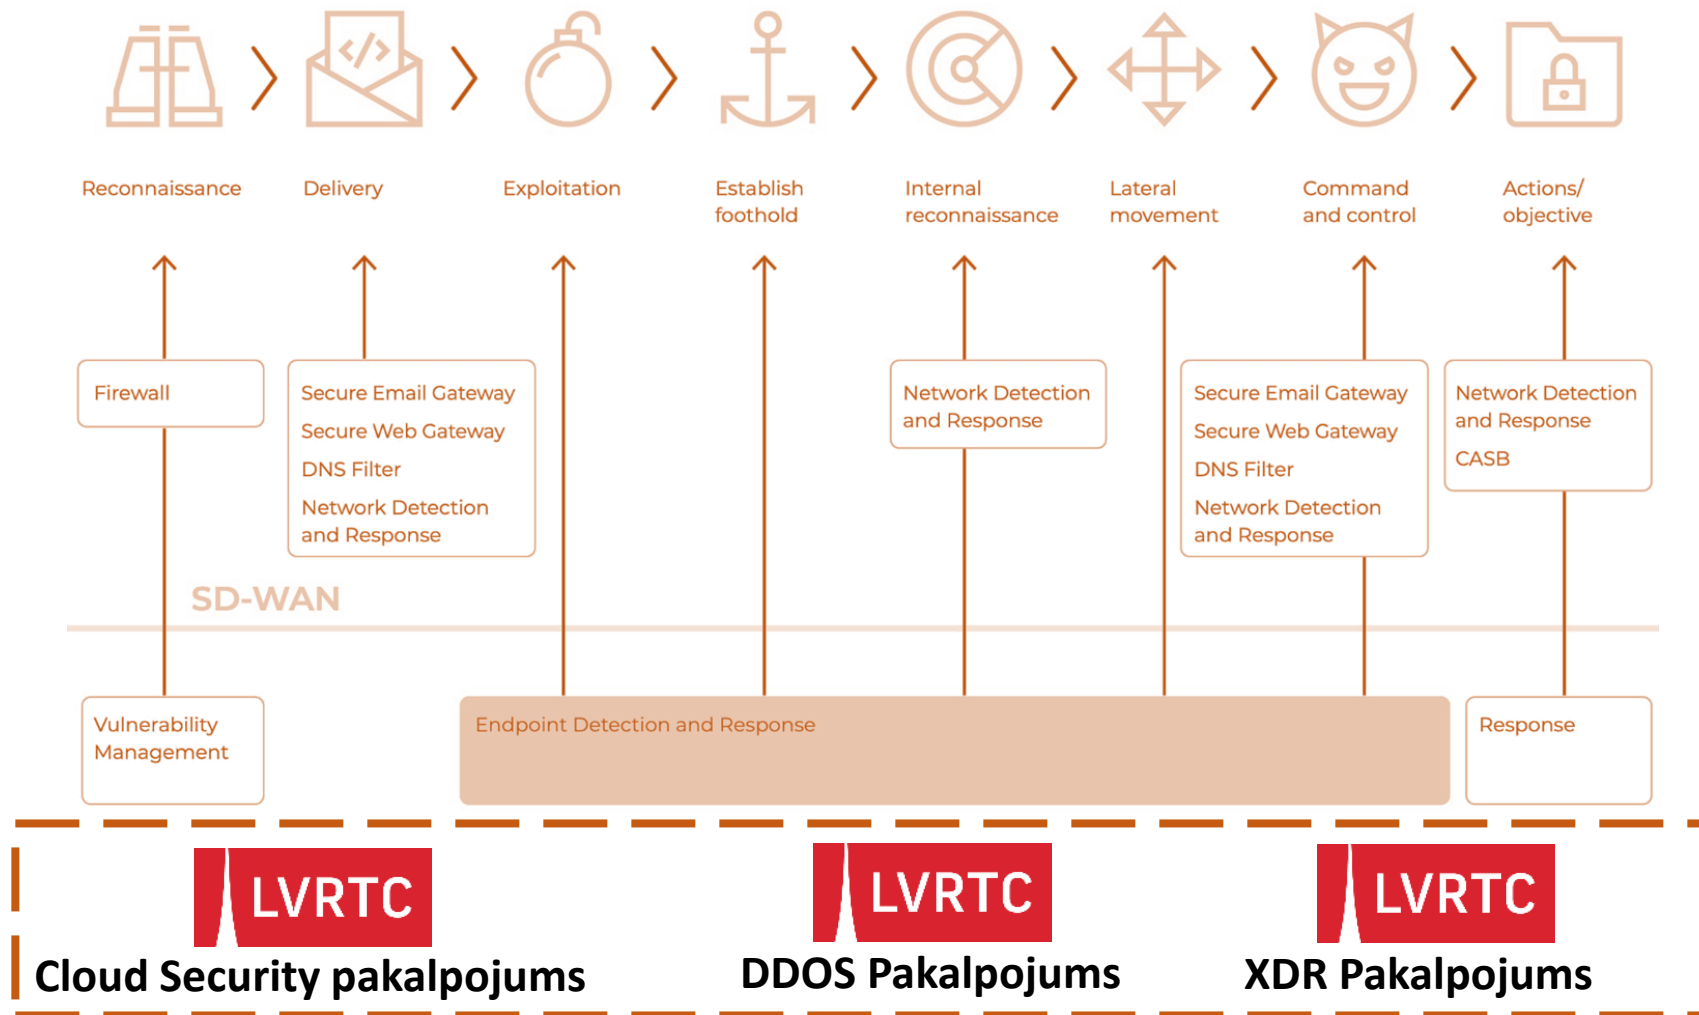 Reconnaissance
Delivery
Exploitation
Establish
foothold
Internal
reconnaissance
Lateral
movement
Command
and control
Actions/
objective
Firewall
Secure Email Gateway
Secure Web Gateway
DNS Filter
Network Detection
and Response
Network Detection
and Response
Secure Email Gateway
Secure Web Gateway
DNS Filter
Network Detection
and Response
Network Detection
and Response
CASB
SD-WAN
Vulnerability
Management
Endpoint Detection and Response
Response
LVRTC
Cloud Security pakalpojums
LVRTC
DDOS Pakalpojums
LVRTC
XDR Pakalpojums